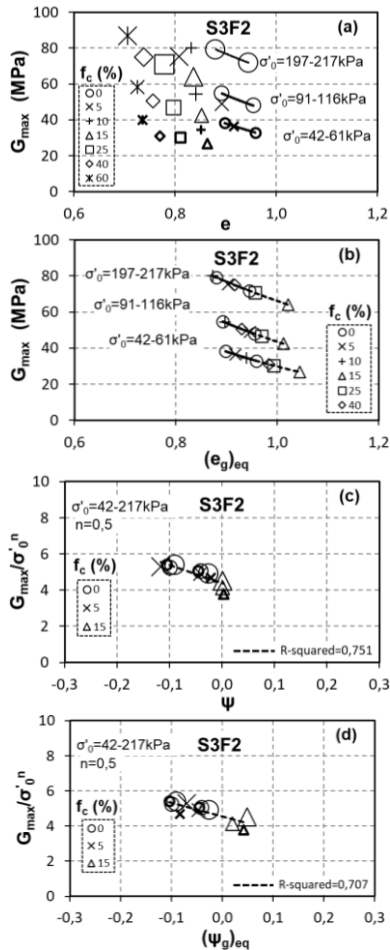 S3F2
(a)
100
80
60
40
20
0
G_max (MPa)
f_c (%)
0
5
10
15
25
40
60
σ'₀=197-217kPa
σ'₀=91-116kPa
σ'₀=42-61kPa
0,6
0,8
1,0
1,2
e
S3F2
(b)
100
80
60
40
20
0
G_max (MPa)
σ'₀=197-217kPa
σ'₀=91-116kPa
σ'₀=42-61kPa
f_c (%)
0
5
10
15
25
40
0,6
0,8
1,0
1,2
(e_g)_eq
S3F2
(c)
10
8
6
4
2
0
G_max/σ'₀ⁿ
σ'₀=42-217kPa
n=0,5
f_c (%)
0
5
15
R-squared=0,751
-0,3
-0,2
-0,1
0,0
0,1
0,2
0,3
Ψ
S3F2
(d)
10
8
6
4
2
0
G_max/σ'₀ⁿ
σ'₀=42-217kPa
n=0,5
f_c (%)
0
5
15
R-squared=0,707
-0,3
-0,2
-0,1
0,0
0,1
0,2
0,3
(Ψ_g)_eq